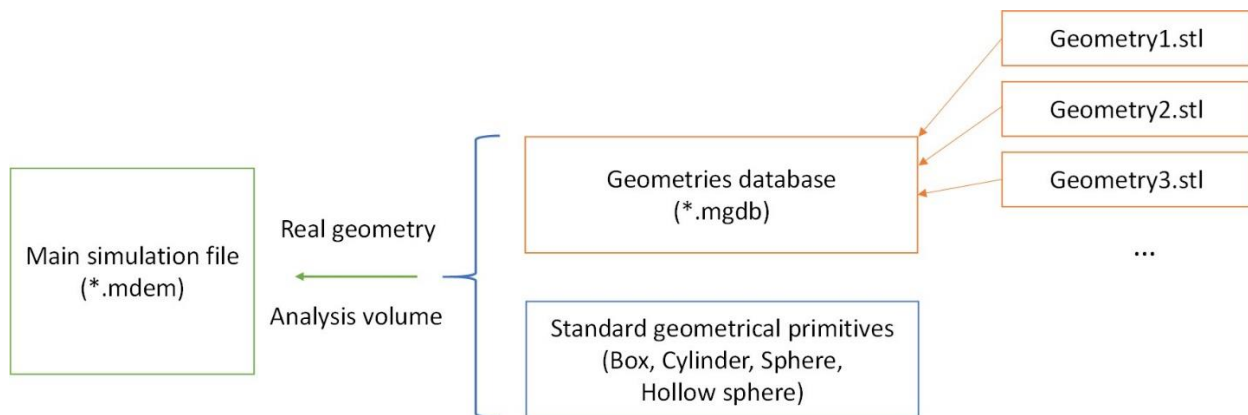 Geometry1.stl
Geometry2.stl
Geometry3.stl
...
Geometries database
(*.mgdb)
Real geometry
Main simulation file
(*.mdem)
Analysis volume
Standard geometrical primitives
(Box, Cylinder, Sphere,
Hollow sphere)